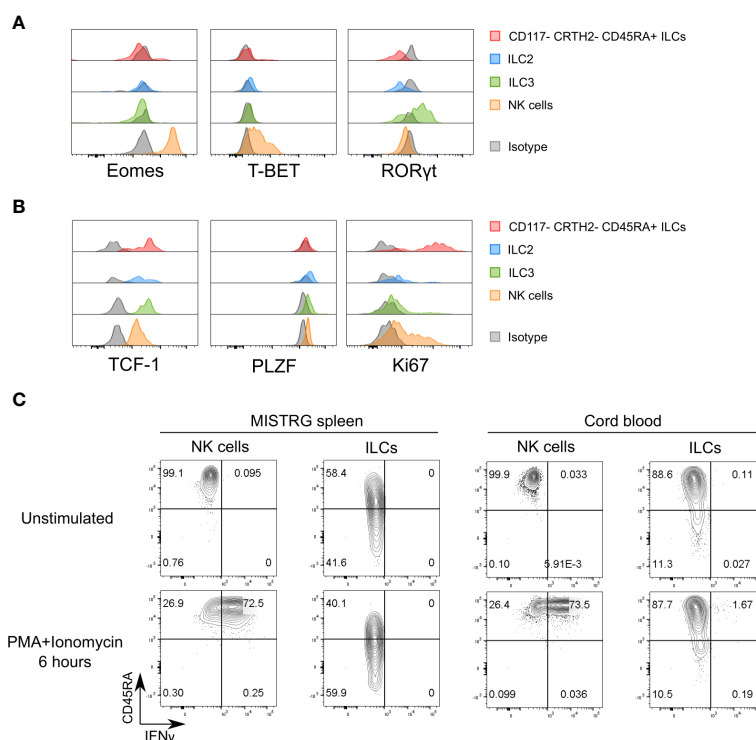 A
CD117- CRTH2- CD45RA+ ILCs
ILC2
ILC3
NK cells
Isotype
Eomes
T-BET
RORγt
B
CD117- CRTH2- CD45RA+ ILCs
ILC2
ILC3
NK cells
Isotype
TCF-1
PLZF
Ki67
C
MISTRG spleen
Cord blood
NK cells
ILCs
NK cells
ILCs
Unstimulated
99.1
0.095
0.76
0
58.4
0
41.6
0
99.9
0.033
0.10
5.91E-3
88.6
0.11
11.3
0.027
PMA+Ionomycin
6 hours
26.9
72.5
0.30
0.25
40.1
0
59.9
0
26.4
73.5
0.099
0.036
87.7
1.67
10.5
0.19
CD45RA
IFNγ